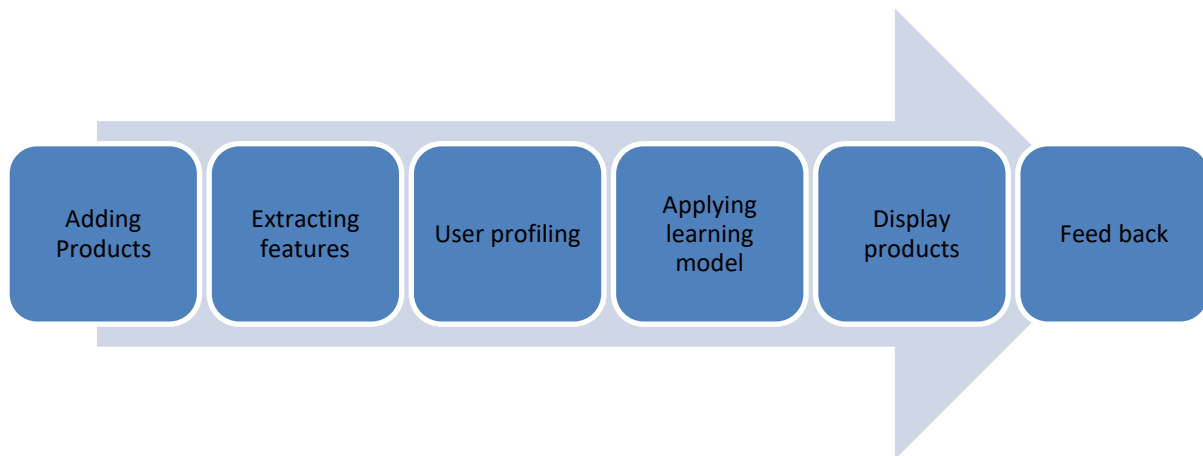 Adding
Products
Extracting
features
User profiling
Applying
learning
model
Display
products
Feed back